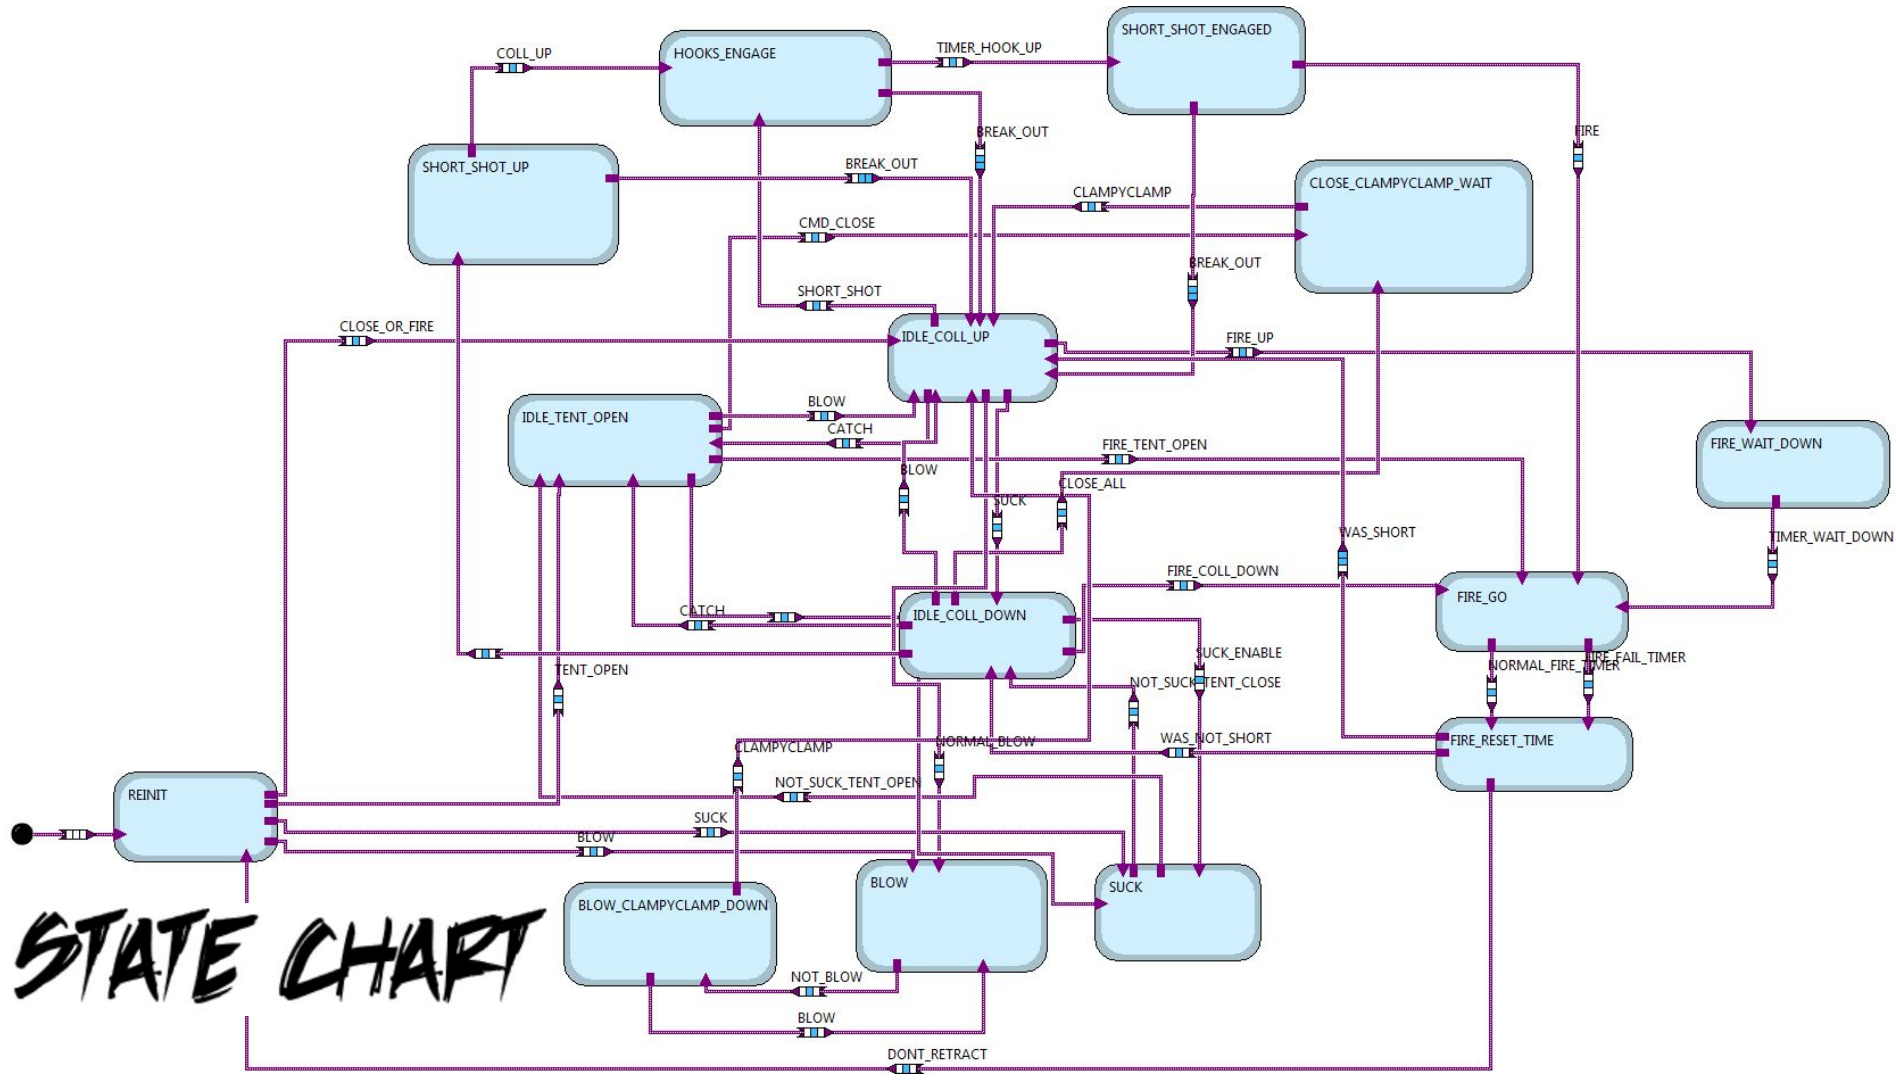 SHORT_SHOT_ENGAGED
COLL_UP
HOOKS_ENGAGE
TIMER_HOOK_UP
BREAK_OUT
FIRE
SHORT_SHOT_UP
BREAK_OUT
CLAMPYCLAMP
CLOSE_CLAMPYCLAMP_WAIT
CMD_CLOSE
BREAK_OUT
SHORT_SHOT
CLOSE_OR_FIRE
IDLE_COLL_UP
FIRE_UP
BLOW
IDLE_TENT_OPEN
CATCH
FIRE_TENT_OPEN
FIRE_WAIT_DOWN
BLOW
CLOSE_ALL
SUCK
WAS_SHORT
TIMER_WAIT_DOWN
FIRE_COLL_DOWN
FIRE_GO
CATCH
IDLE_COLL_DOWN
SUCK_ENABLE
FIRE_FAIL_TIMER
NORMAL_FIRE_TIMER
TENT_OPEN
NOT_SUCK_TENT_CLOSE
WAS_NOT_SHORT
FIRE_RESET_TIME
NORMAL_BLOW
CLAMPYCLAMP
NOT_SUCK_TENT_OPEN
REINIT
SUCK
BLOW
BLOW
SUCK
BLOW_CLAMPYCLAMP_DOWN
STATE CHART
NOT_BLOW
BLOW
DONT_RETRACT